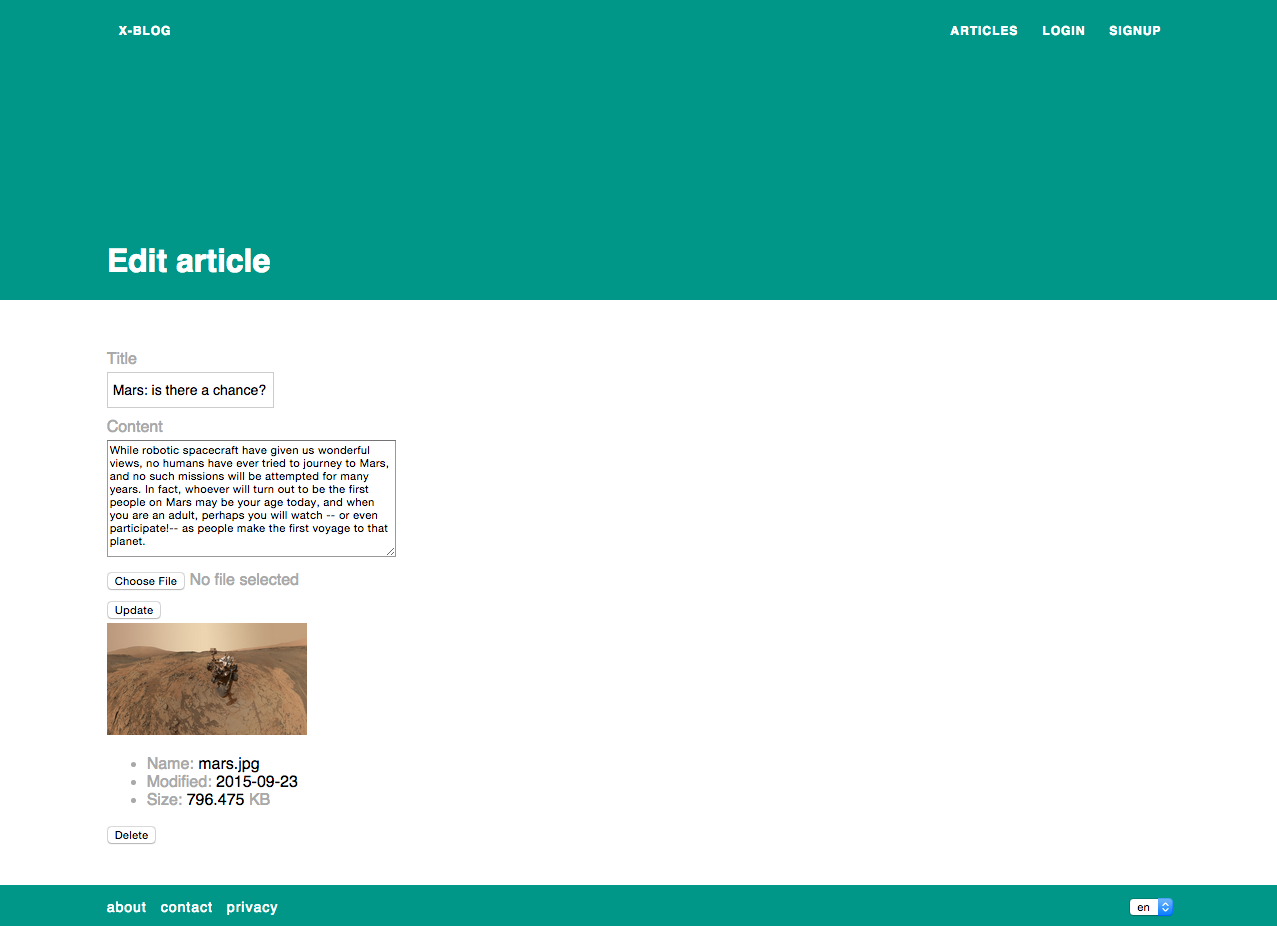 X-BLOG ARTICLES LOGIN SIGNUP
Edit article
Title
Mars: is there a chance?
Content
While robotic spacecraft have given us wonderful
views, no humans have ever tried to journey to Mars,
and no such missions will be attempted for many
years. In fact, whoever will turn out to be the first
people on Mars may be your age today, and when
you are an adult, perhaps you will watch -- or even
participate!-- as people make the first voyage to that
planet.
Choose File No file selected
Update
Name: mars.jpg
Modified: 2015-09-23
Size: 796.475 KB
Delete
about contact privacy en